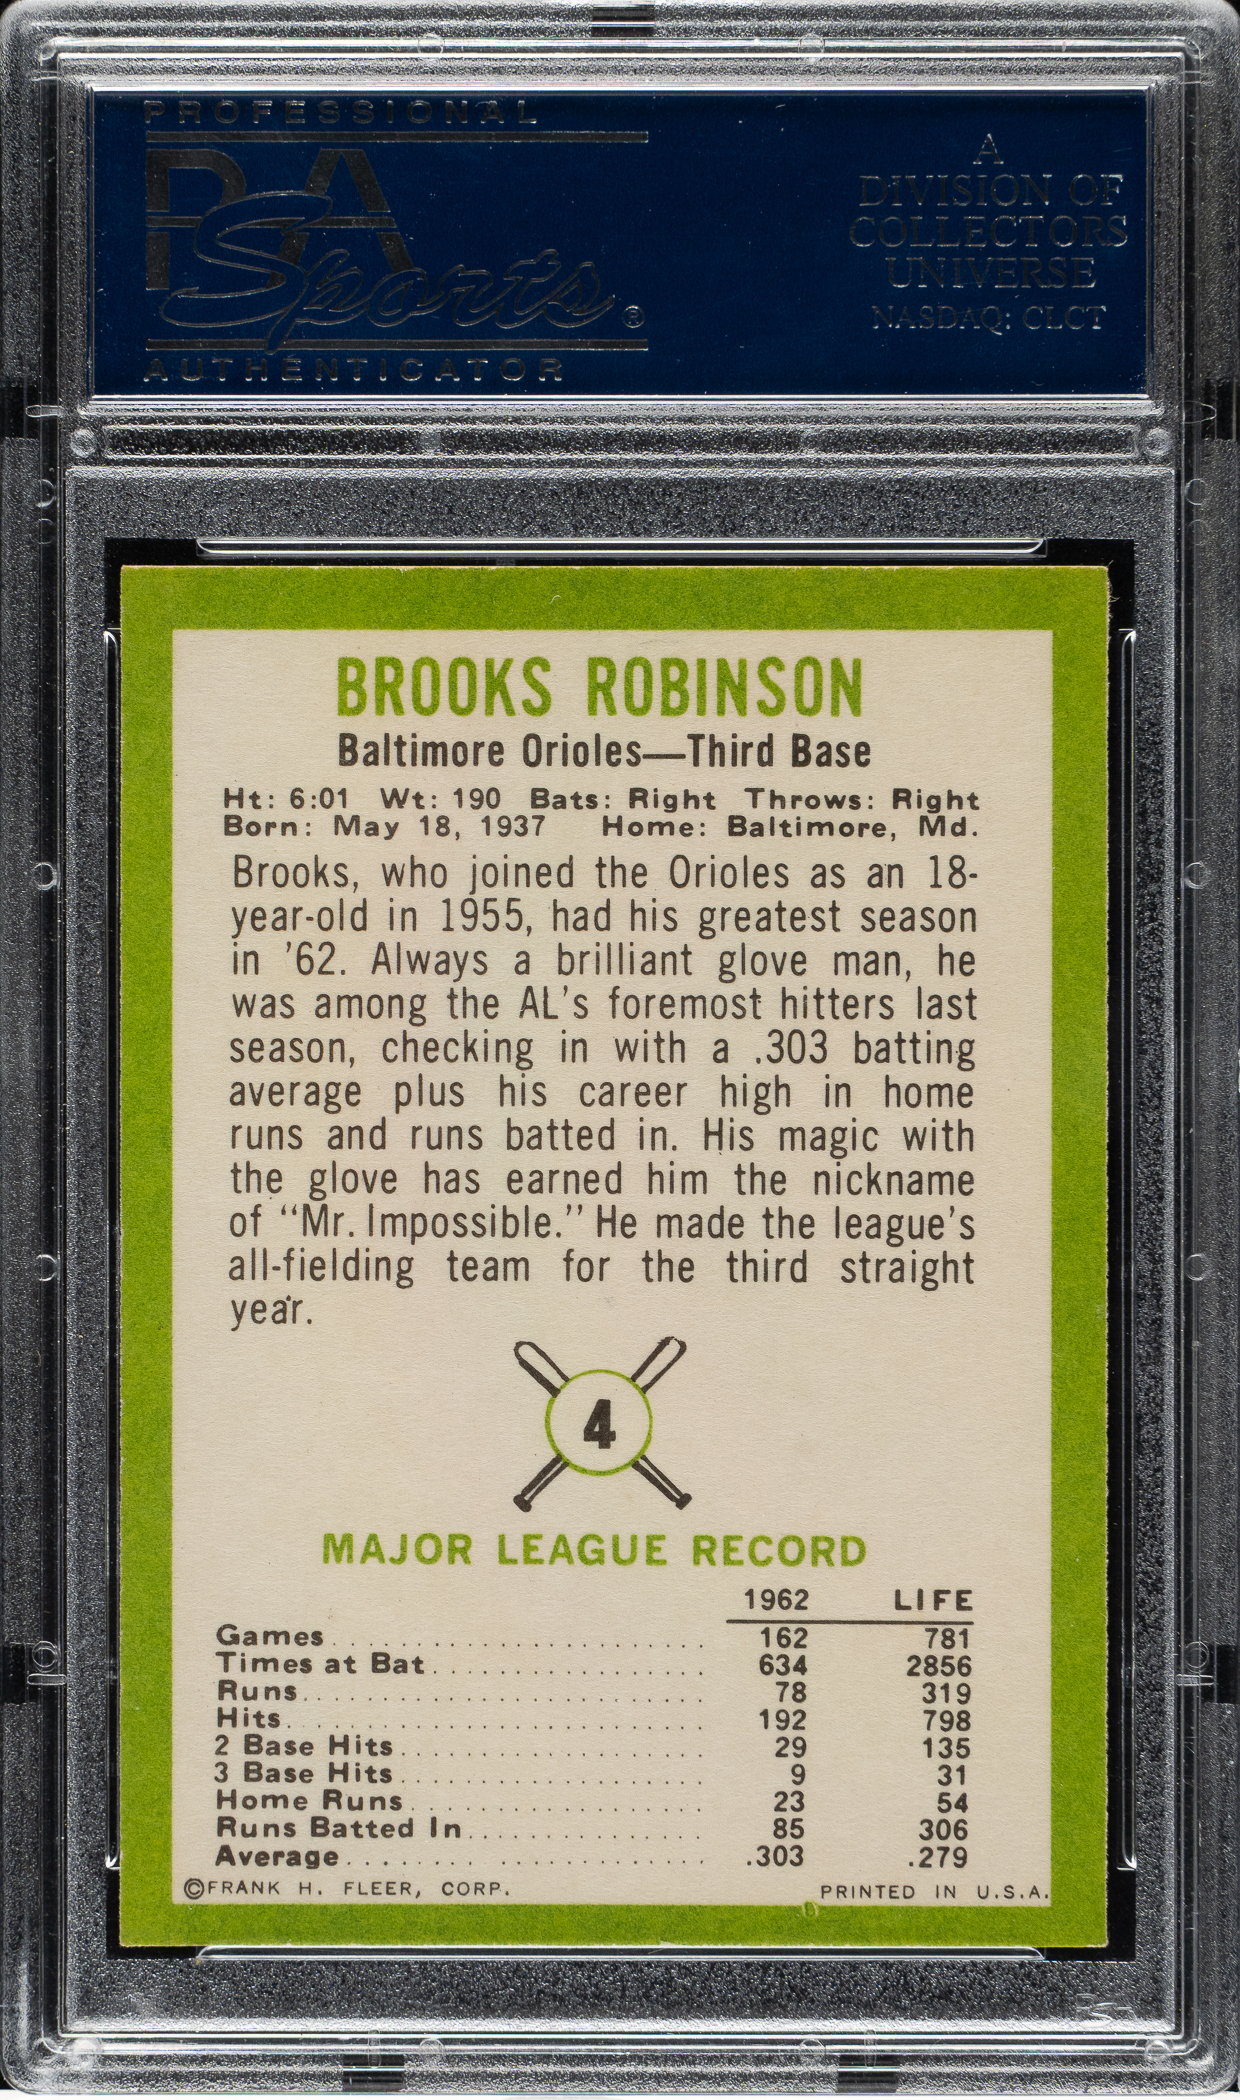 PROFESSIONAL
PSA
Sports®
AUTHENTICATOR
A
DIVISION OF
COLLECTORS
UNIVERSE
NASDAQ: CLCT
BROOKS ROBINSON
Baltimore Orioles—Third Base
Ht: 6:01 Wt: 190 Bats: Right Throws: Right
Born: May 18, 1937 Home: Baltimore, Md.
Brooks, who joined the Orioles as an 18-
year-old in 1955, had his greatest season
in ’62. Always a brilliant glove man, he
was among the AL’s foremost hitters last
season, checking in with a .303 batting
average plus his career high in home
runs and runs batted in. His magic with
the glove has earned him the nickname
of “Mr. Impossible.” He made the league’s
all-fielding team for the third straight
year.
4
MAJOR LEAGUE RECORD
1962 LIFE
Games 162 781
Times at Bat 634 2856
Runs 78 319
Hits 192 798
2 Base Hits 29 135
3 Base Hits 9 31
Home Runs 23 54
Runs Batted In 85 306
Average .303 .279
©FRANK H. FLEER, CORP. PRINTED IN U.S.A.
PSA